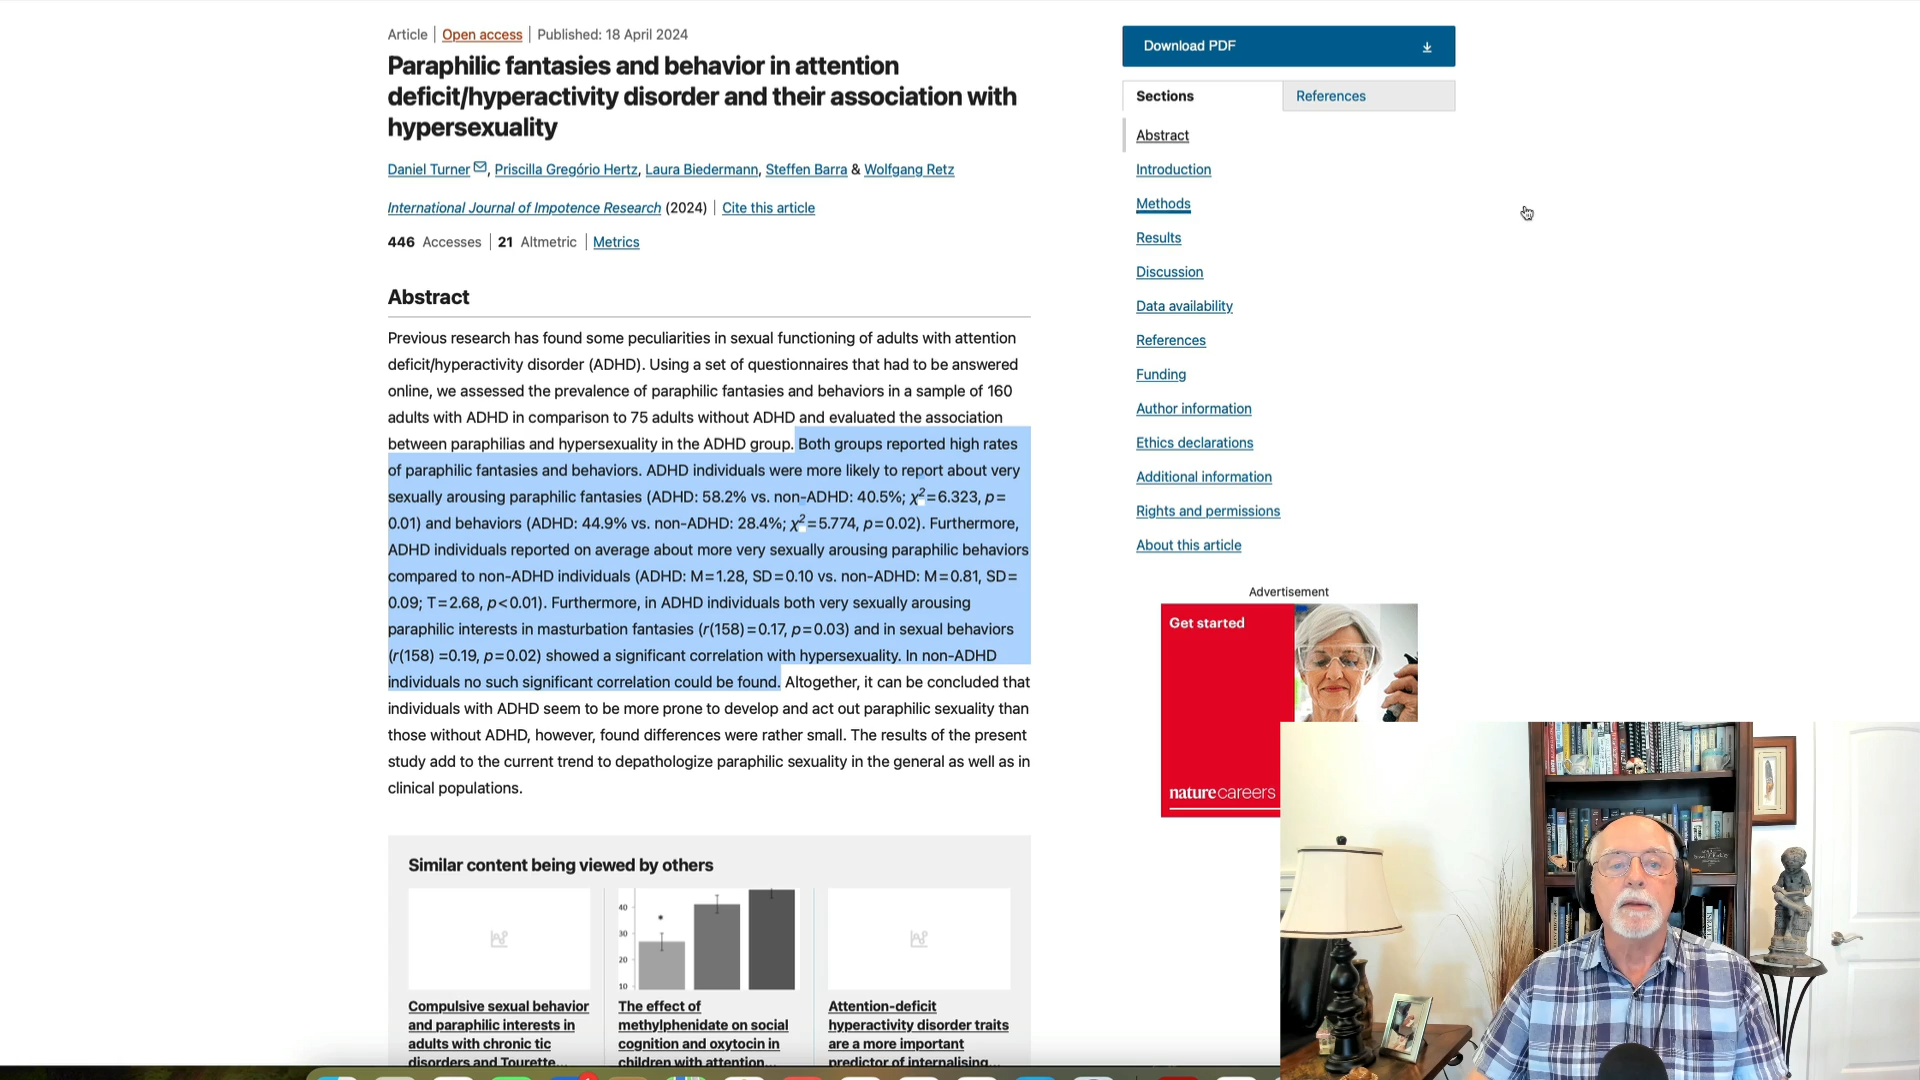 Article | Open access | Published: 18 April 2024
Paraphilic fantasies and behavior in attention
deficit/hyperactivity disorder and their association with
hypersexuality
Daniel Turner, Priscilla Gregório Hertz, Laura Biedermann, Steffen Barra & Wolfgang Retz
International Journal of Impotence Research (2024) | Cite this article
446 Accesses | 21 Altmetric | Metrics
Abstract
Previous research has found some peculiarities in sexual functioning of adults with attention
deficit/hyperactivity disorder (ADHD). Using a set of questionnaires that had to be answered
online, we assessed the prevalence of paraphilic fantasies and behaviors in a sample of 160
adults with ADHD in comparison to 75 adults without ADHD and evaluated the association
between paraphilias and hypersexuality in the ADHD group. Both groups reported high rates
of paraphilic fantasies and behaviors. ADHD individuals were more likely to report about very
sexually arousing paraphilic fantasies (ADHD: 58.2% vs. non-ADHD: 40.5%; χ²=6.323, p=
0.01) and behaviors (ADHD: 44.9% vs. non-ADHD: 28.4%; χ²=5.774, p=0.02). Furthermore,
ADHD individuals reported on average about more very sexually arousing paraphilic behaviors
compared to non-ADHD individuals (ADHD: M=1.28, SD=0.10 vs. non-ADHD: M=0.81, SD=
0.09; T=2.68, p<0.01). Furthermore, in ADHD individuals both very sexually arousing
paraphilic interests in masturbation fantasies (r(158)=0.17, p=0.03) and in sexual behaviors
(r(158) =0.19, p=0.02) showed a significant correlation with hypersexuality. In non-ADHD
individuals no such significant correlation could be found. Altogether, it can be concluded that
individuals with ADHD seem to be more prone to develop and act out paraphilic sexuality than
those without ADHD, however, found differences were rather small. The results of the present
study add to the current trend to depathologize paraphilic sexuality in the general as well as in
clinical populations.
Similar content being viewed by others
40
30
20
10
Compulsive sexual behavior
and paraphilic interests in
adults with chronic tic
disorders and Tourette...
The effect of
methylphenidate on social
cognition and oxytocin in
children with attention...
Attention-deficit
hyperactivity disorder traits
are a more important
predictor of internalising...
Download PDF
Sections
References
Abstract
Introduction
Methods
Results
Discussion
Data availability
References
Funding
Author information
Ethics declarations
Additional information
Rights and permissions
About this article
Advertisement
Get started
naturecareers